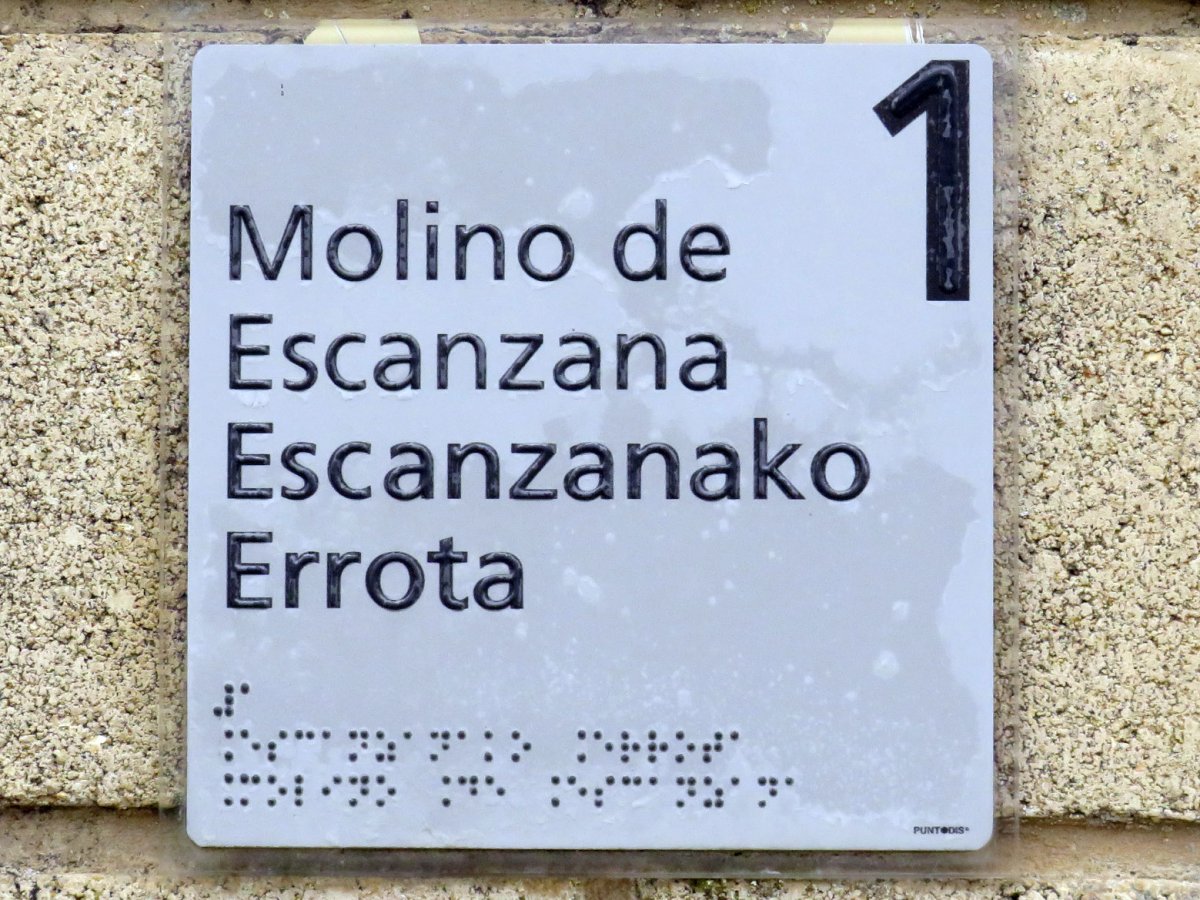 1
Molino de
Escanzana
Escanzanako
Errota
PUNTODIS®